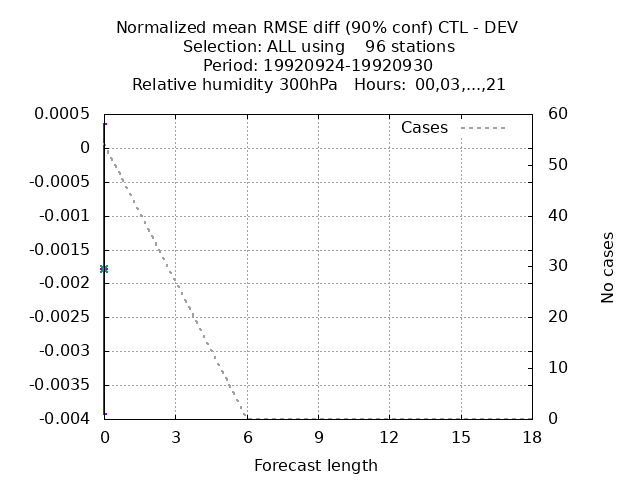 Normalized mean RMSE diff (90% conf) CTL - DEV
Selection: ALL using    96 stations
Period: 19920924-19920930
Relative humidity 300hPa   Hours: 00,03,...,21
Cases
0.0005
0
-0.0005
-0.001
-0.0015
-0.002
-0.0025
-0.003
-0.0035
-0.004
60
50
40
30
20
10
0
No cases
0 3 6 9 12 15 18
Forecast length